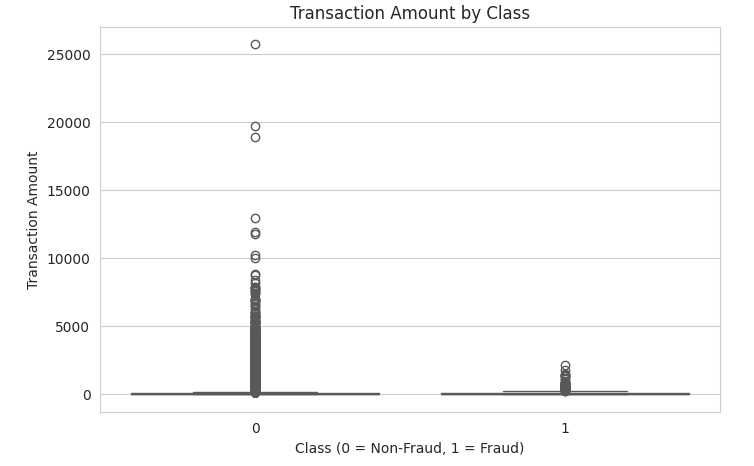 Transaction Amount by Class
25000
20000
15000
10000
5000
0
Transaction Amount
0 1
Class (0 = Non-Fraud, 1 = Fraud)